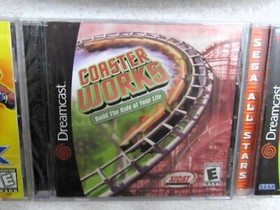 Dreamcast
COASTER
WORKS
Build The Ride of Your Life
E
Dreamcast
SEGA ALL STARS
SEGA